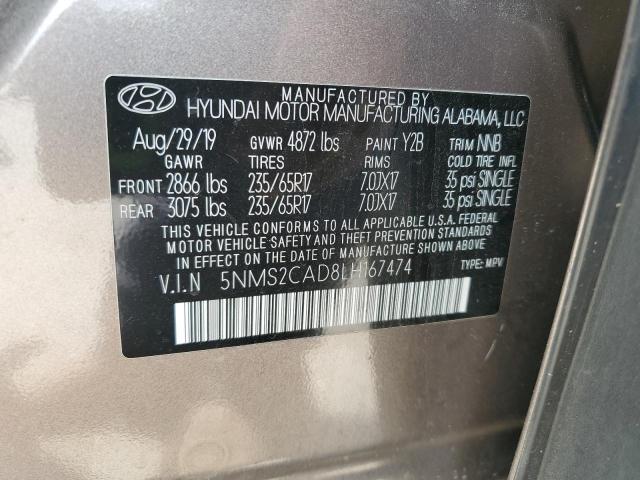 MANUFACTURED BY
HYUNDAI MOTOR MANUFACTURING ALABAMA, LLC
Aug/29/19 GVWR 4872 lbs PAINT Y2B TRIM NNB
GAWR TIRES RIMS COLD TIRE INFL
FRONT 2866 lbs 235/65R17 7.0JX17 35 psi SINGLE
REAR 3075 lbs 235/65R17 7.0JX17 35 psi SINGLE
THIS VEHICLE CONFORMS TO ALL APPLICABLE U.S.A. FEDERAL
MOTOR VEHICLE SAFETY AND THEFT PREVENTION STANDARDS
IN EFFECT ON THE DATE OF MANUFACTURE SHOWN ABOVE.
V.I.N 5NMS2CAD8LH167474 TYPE: MPV